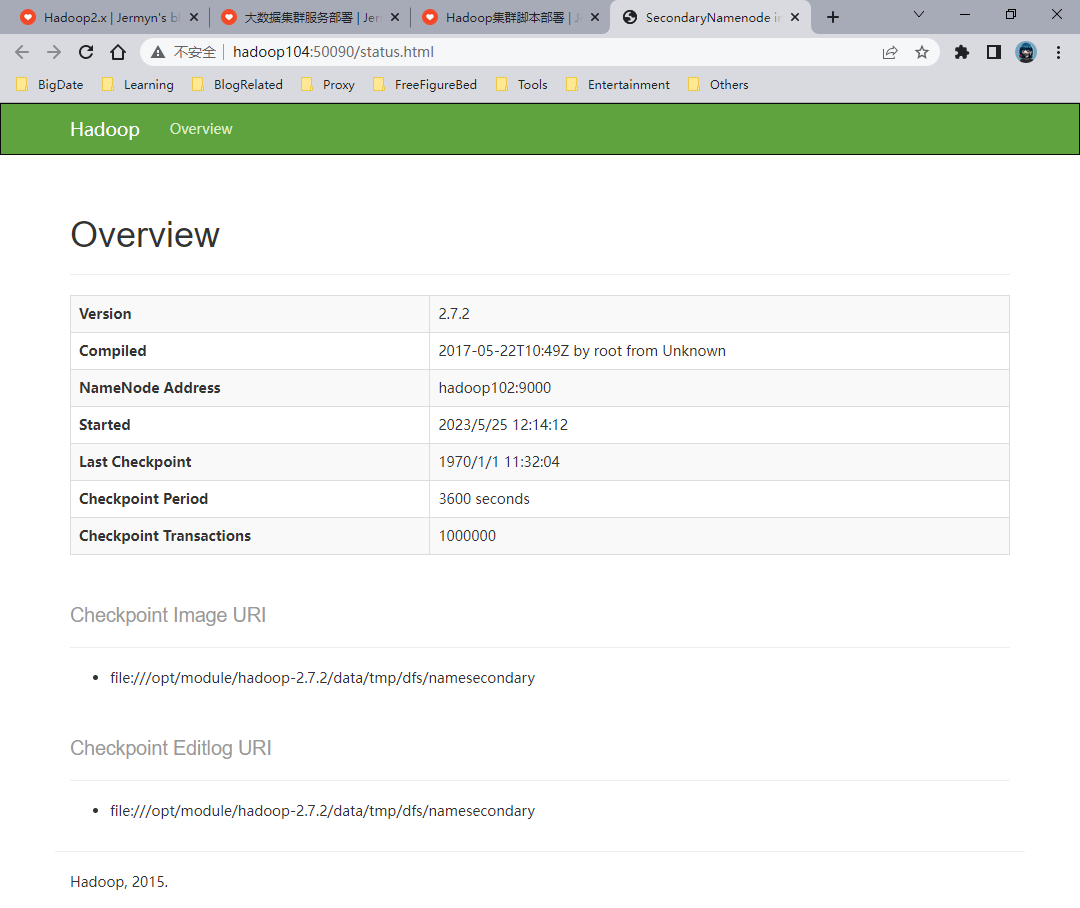 Hadoop2.x | Jermyn's bl
大数据集群服务部署 | Jer
Hadoop集群脚本部署 | J
SecondaryNamenode in
不安全 | hadoop104:50090/status.html
BigDate Learning BlogRelated Proxy FreeFigureBed Tools Entertainment Others
Hadoop Overview
Overview
Version 2.7.2
Compiled 2017-05-22T10:49Z by root from Unknown
NameNode Address hadoop102:9000
Started 2023/5/25 12:14:12
Last Checkpoint 1970/1/1 11:32:04
Checkpoint Period 3600 seconds
Checkpoint Transactions 1000000
Checkpoint Image URI
• file:///opt/module/hadoop-2.7.2/data/tmp/dfs/namesecondary
Checkpoint Editlog URI
• file:///opt/module/hadoop-2.7.2/data/tmp/dfs/namesecondary
Hadoop, 2015.